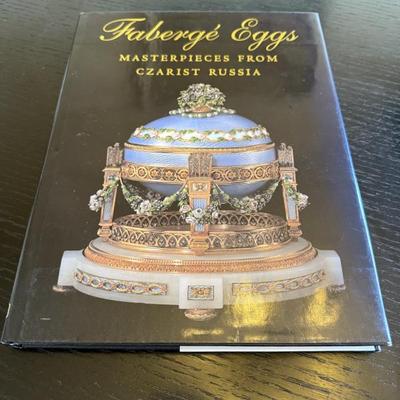 Fabergé Eggs
MASTERPIECES FROM
CZARIST RUSSIA